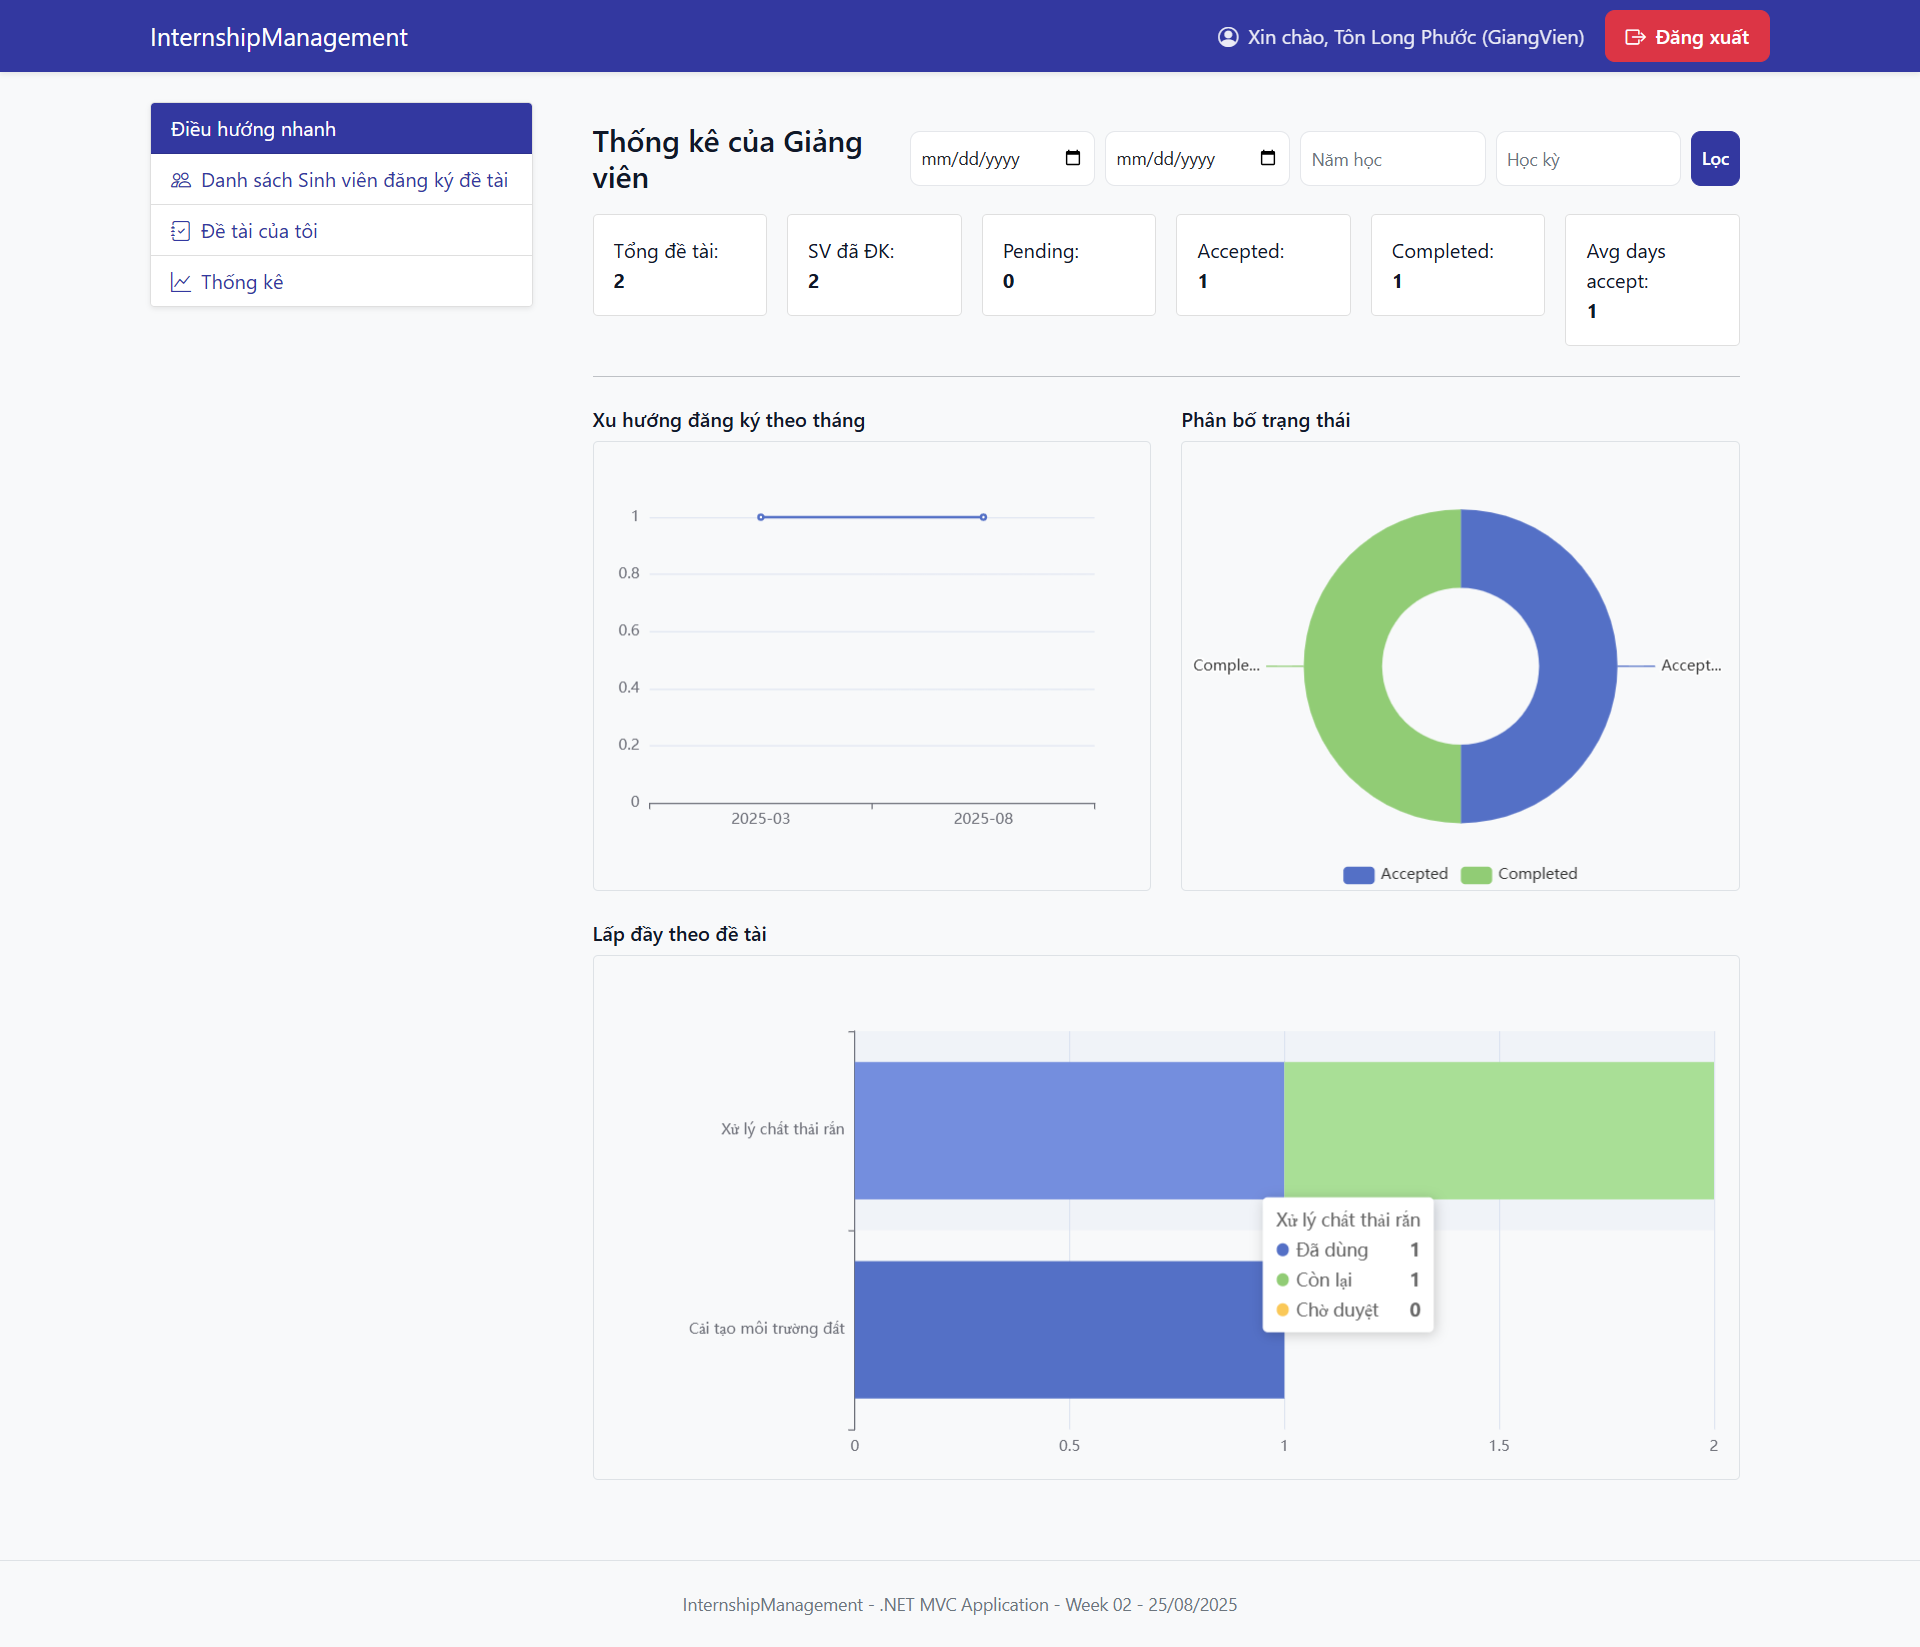 InternshipManagement
Xin chào, Tôn Long Phước (GiangVien)
Đăng xuất
Điều hướng nhanh
Danh sách Sinh viên đăng ký đề tài
Đề tài của tôi
Thống kê
Thống kê của Giảng
viên
mm/dd/yyyy
mm/dd/yyyy
Năm học
Học kỳ
Lọc
Tổng đề tài:
2
SV đã ĐK:
2
Pending:
0
Accepted:
1
Completed:
1
Avg days
accept:
1
Xu hướng đăng ký theo tháng
1
0.8
0.6
0.4
0.2
0
2025-03
2025-08
Phân bố trạng thái
Comple...
Accept...
Accepted
Completed
Lấp đầy theo đề tài
Xử lý chất thải rắn
Cải tạo môi trường đất
Xử lý chất thải rắn
Đã dùng 1
Còn lại 1
Chờ duyệt 0
0
0.5
1
1.5
2
InternshipManagement - .NET MVC Application - Week 02 - 25/08/2025